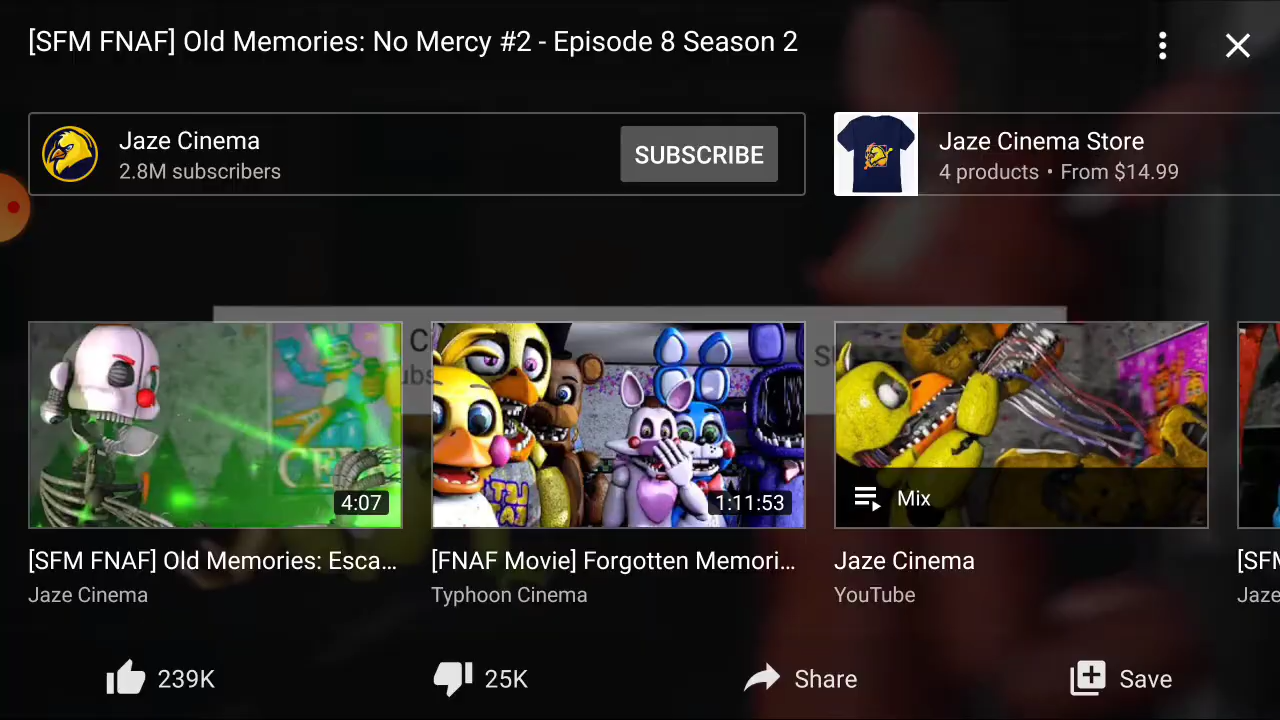 [SFM FNAF] Old Memories: No Mercy #2 - Episode 8 Season 2
Jaze Cinema
2.8M subscribers
SUBSCRIBE
Jaze Cinema Store
4 products • From $14.99
4:07
1:11:53
Mix
[SFM FNAF] Old Memories: Esca...
Jaze Cinema
[FNAF Movie] Forgotten Memori...
Typhoon Cinema
Jaze Cinema
YouTube
[SFM
Jaze
239K
25K
Share
Save